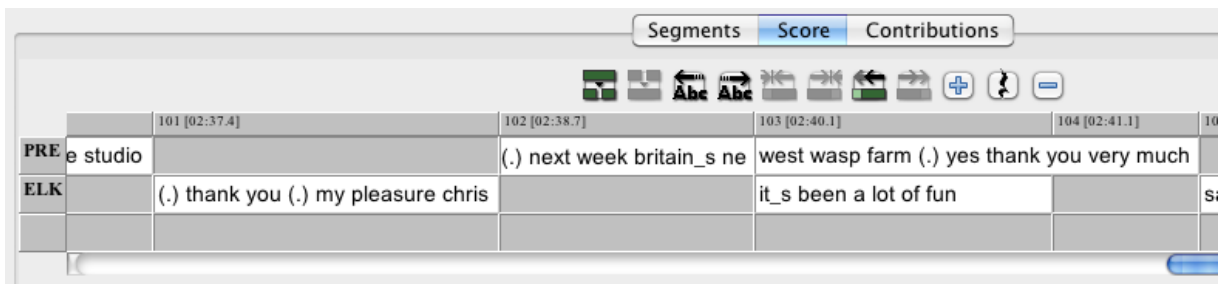 Segments Score Contributions
Abc Abc
101 [02:37.4] 102 [02:38.7] 103 [02:40.1] 104 [02:41.1] 10
PRE e studio (.) next week britain_s ne west wasp farm (.) yes thank you very much
ELK (.) thank you (.) my pleasure chris it_s been a lot of fun sa